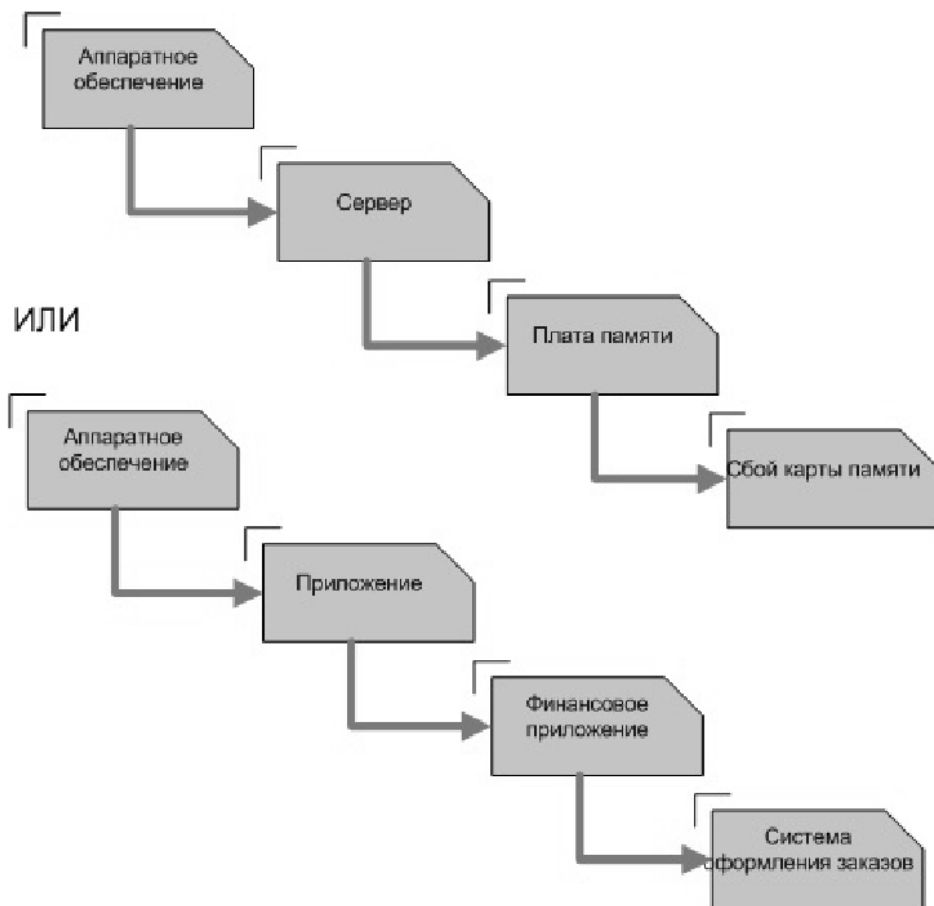 Аппаратное
обеспечение
Сервер
Плата памяти
Сбой карты памяти
ИЛИ
Аппаратное
обеспечение
Приложение
Финансовое
приложение
Система
оформления заказов